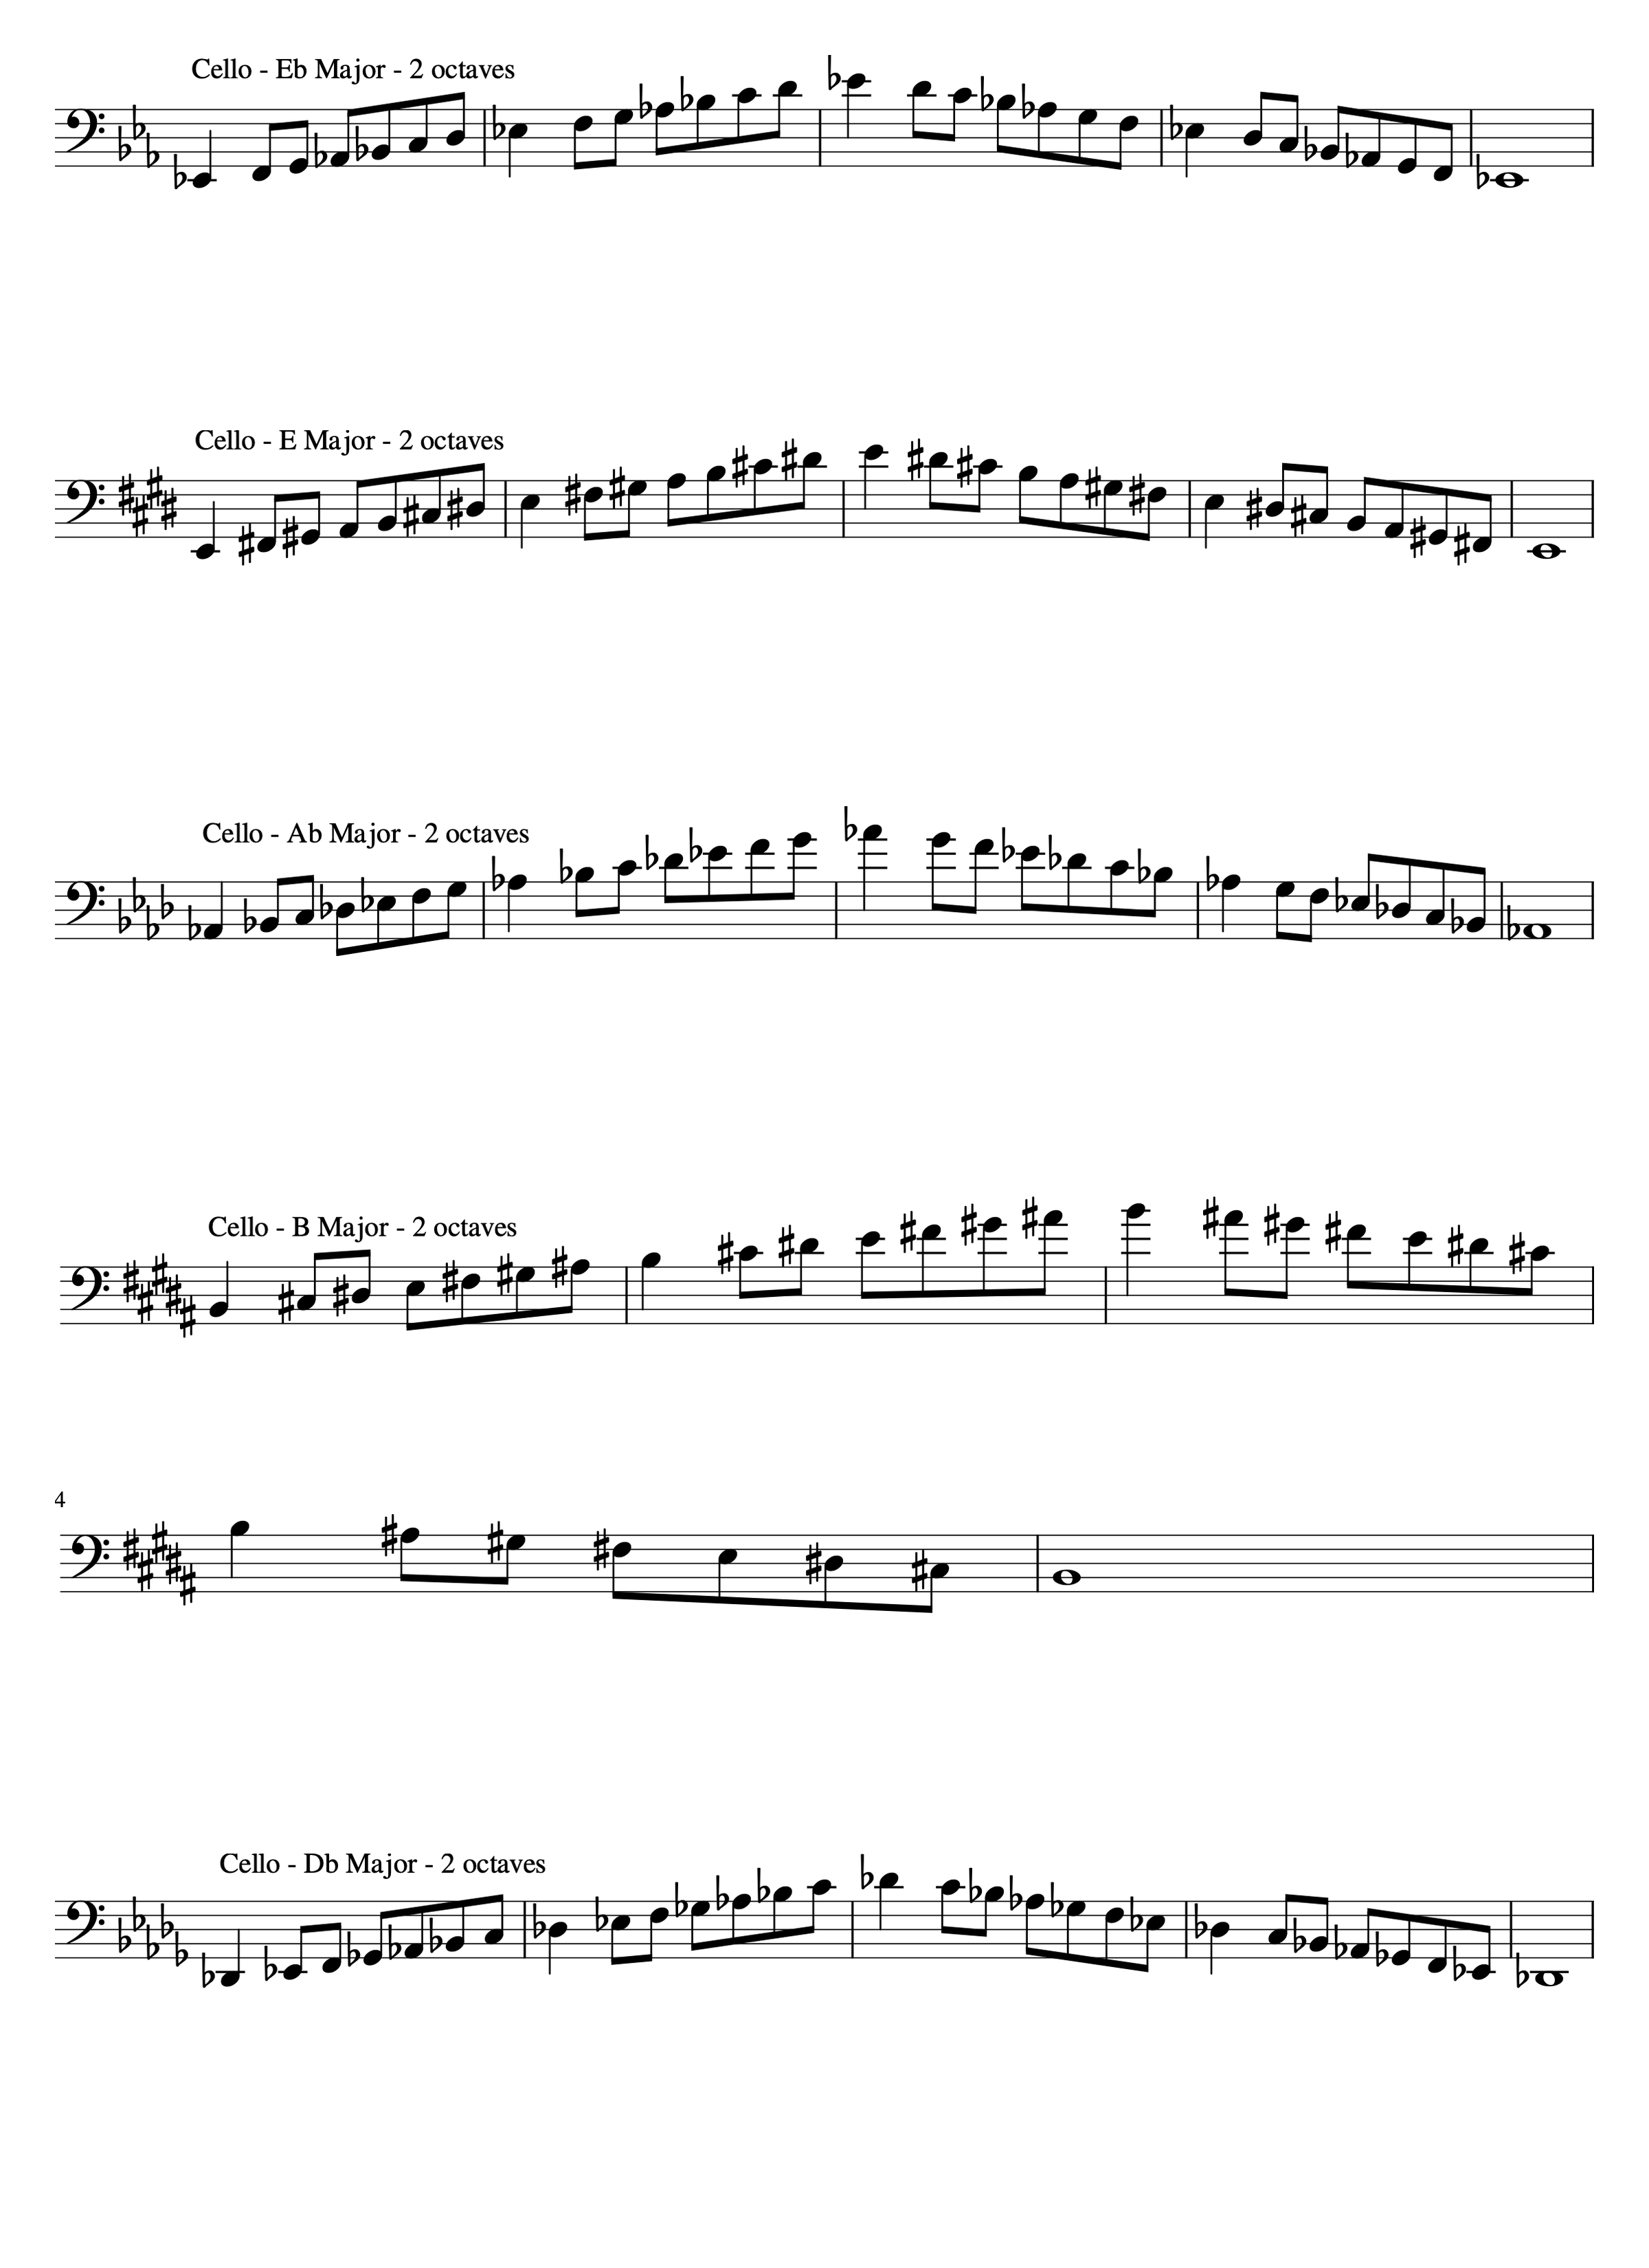 Cello - Eb Major - 2 octaves
Cello - E Major - 2 octaves
Cello - Ab Major - 2 octaves
Cello - B Major - 2 octaves
4
Cello - Db Major - 2 octaves